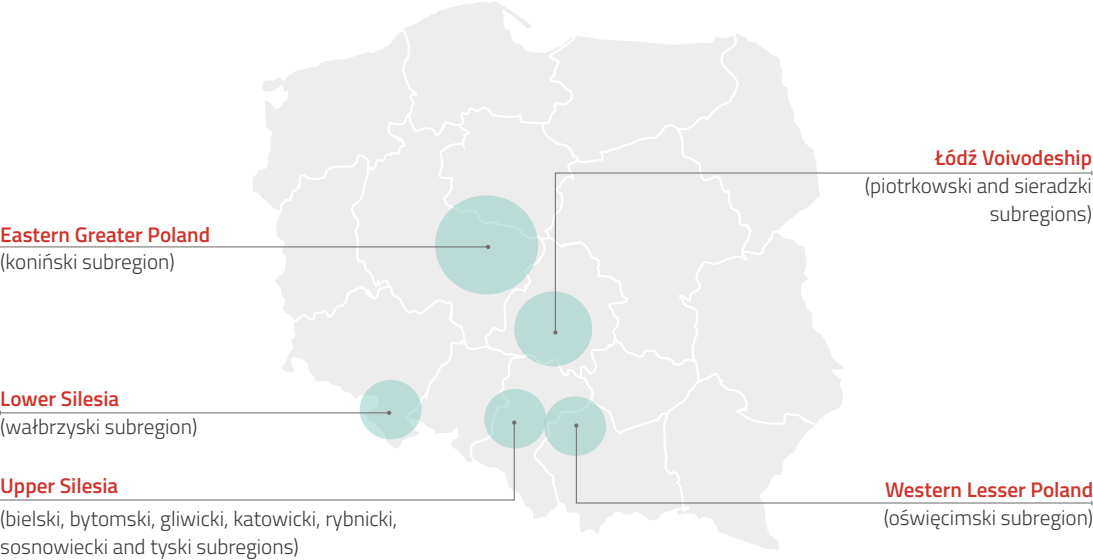 Łódź Voivodeship
(piotrkowski and sieradzki
subregions)
Eastern Greater Poland
(koniński subregion)
Lower Silesia
(wałbrzyski subregion)
Upper Silesia
(bielski, bytomski, gliwicki, katowicki, rybnicki,
sosnowiecki and tyski subregions)
Western Lesser Poland
(oświęcimski subregion)